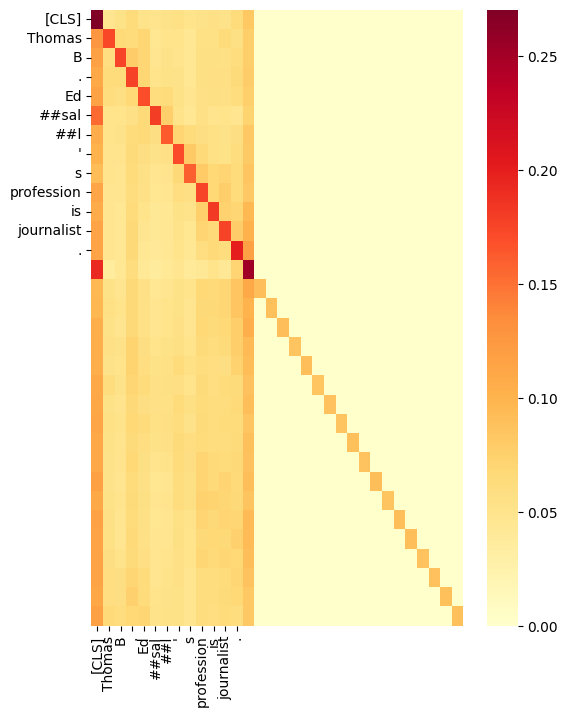 [CLS]
Thomas
B
.
Ed
##sal
##l
'
s
profession
is
journalist
.
[CLS]
Thomas
B
.
Ed
##sal
##l
'
s
profession
is
journalist
.
0.25
0.20
0.15
0.10
0.05
0.00